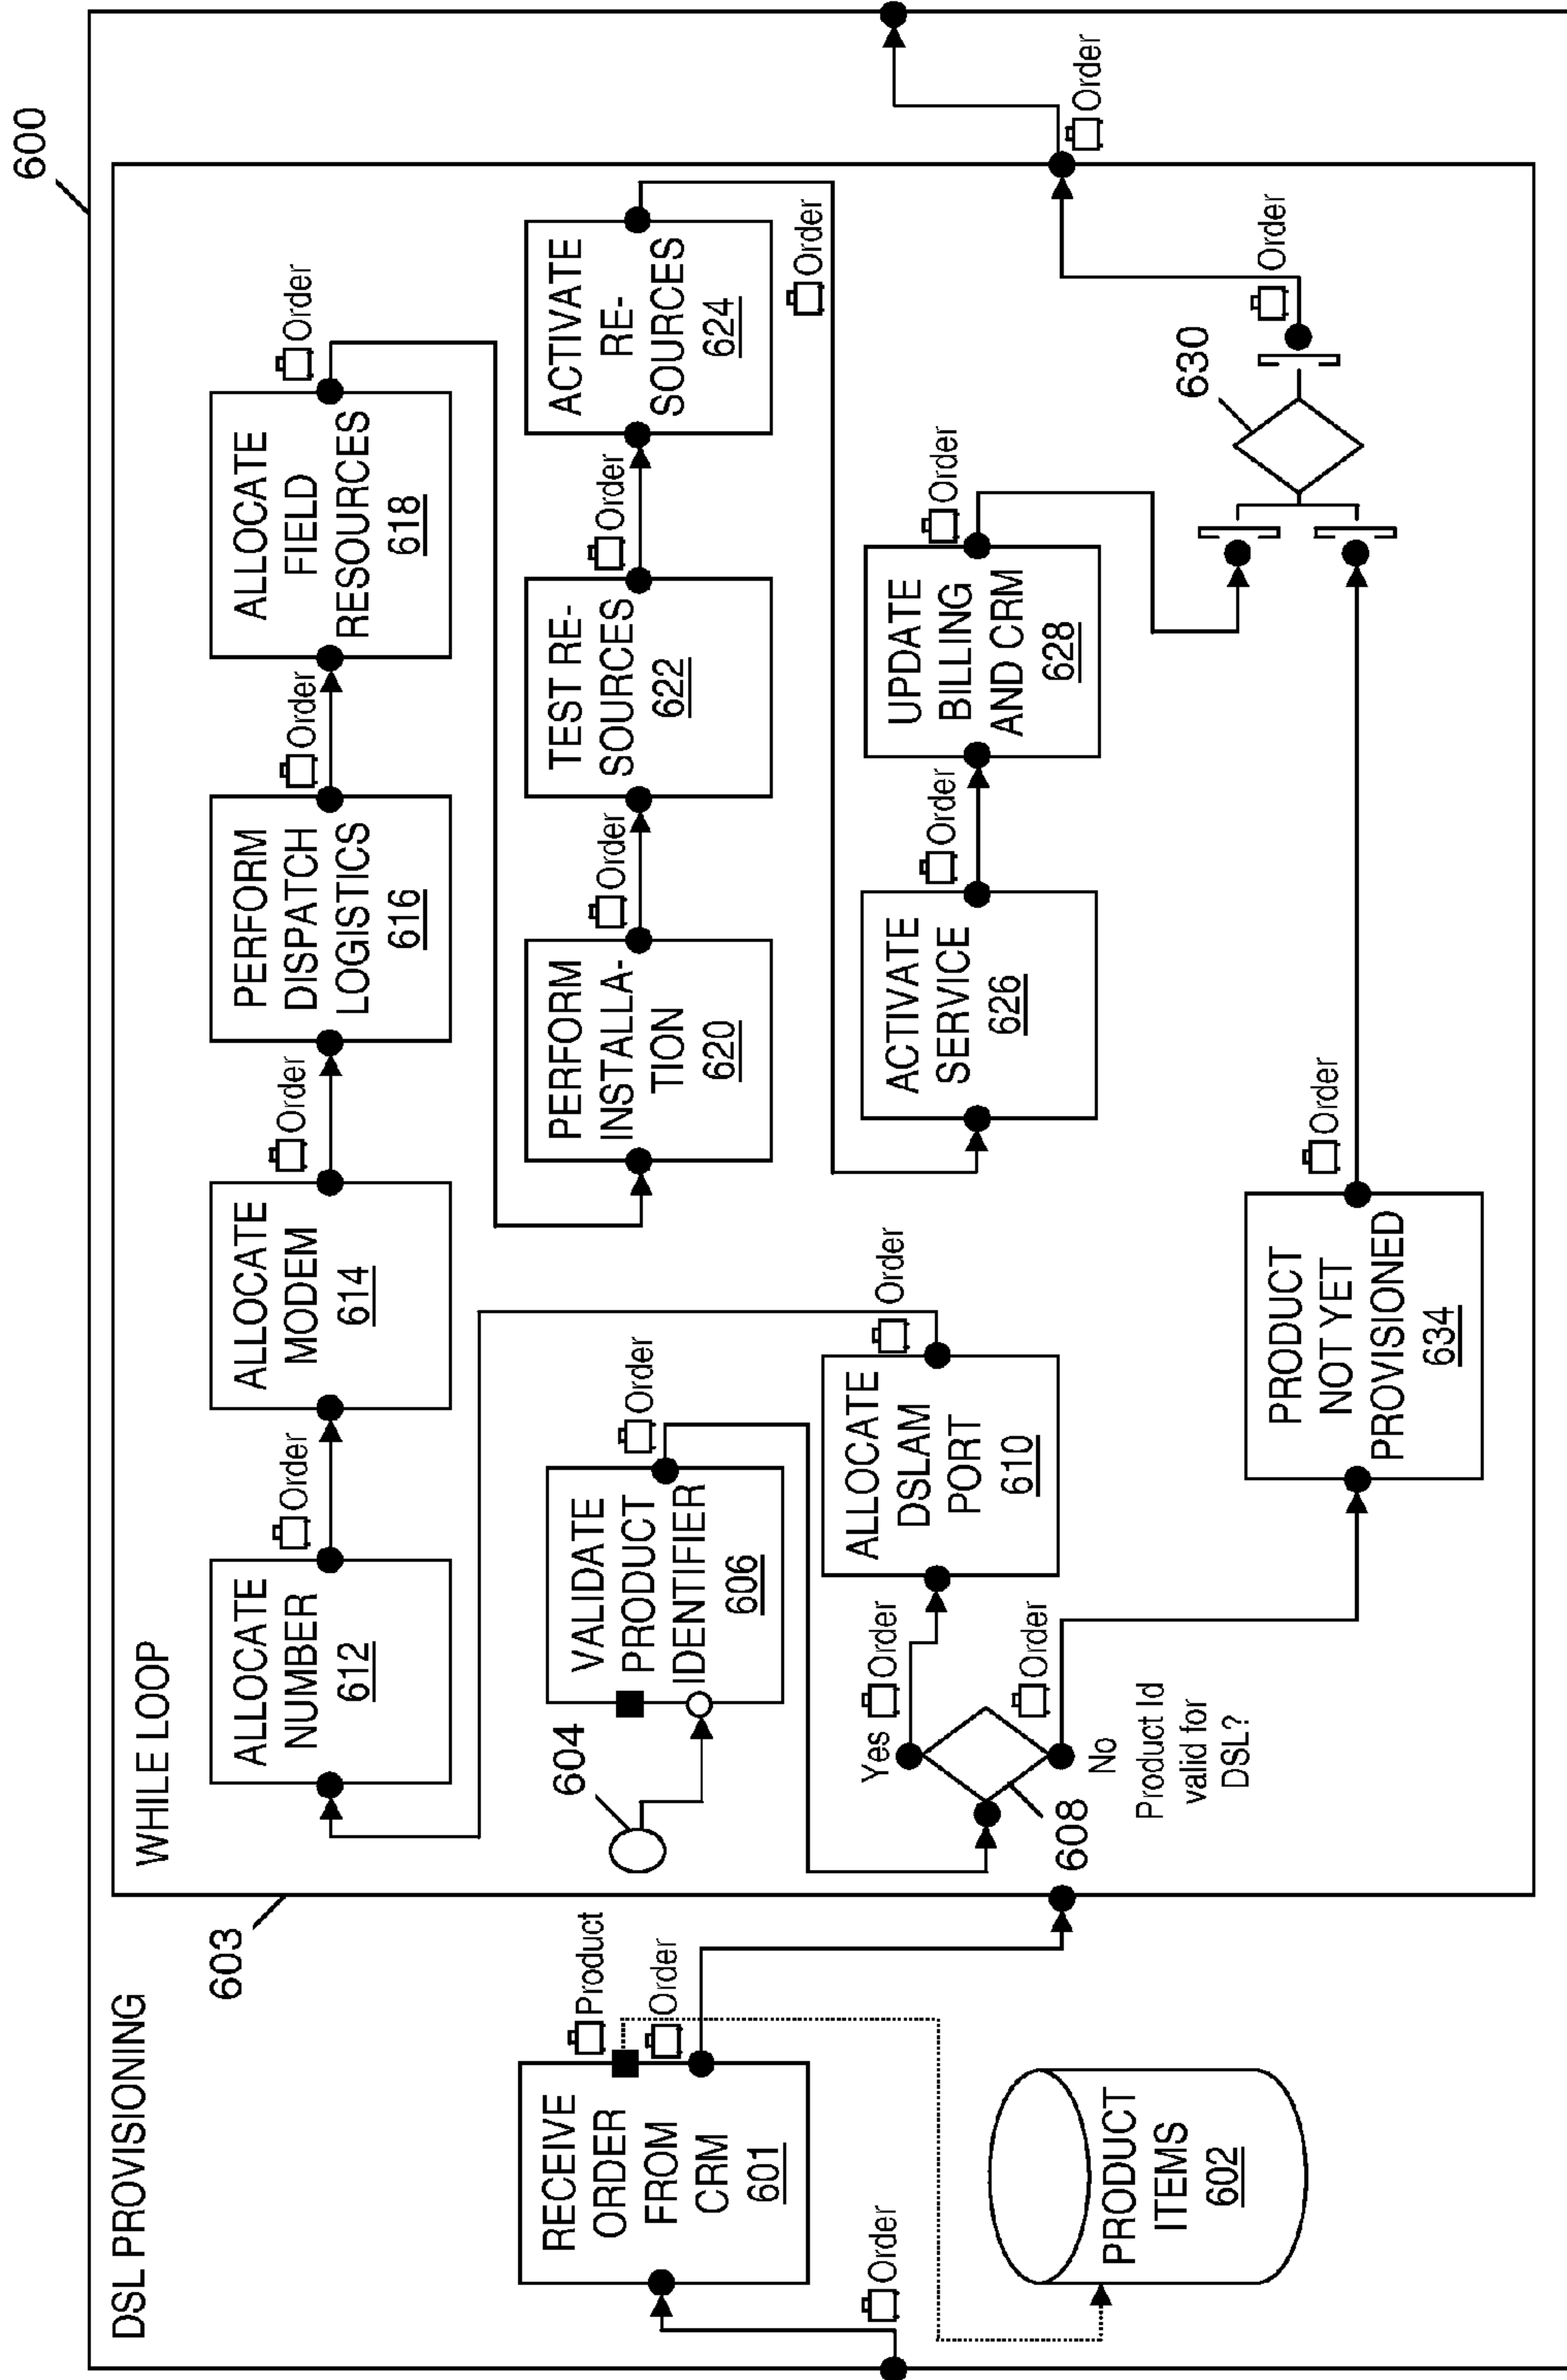 600
DSL PROVISIONING
603
WHILE LOOP
Order
RECEIVE
ORDER
FROM
CRM
601
Product
Order
PRODUCT
ITEMS
602
604
VALIDATE
PRODUCT
IDENTIFIER
606
Order
608
Yes
Order
No
Order
Product Id
valid for
DSL?
ALLOCATE
DSLAM
PORT
610
Order
ALLOCATE
NUMBER
612
Order
ALLOCATE
MODEM
614
Order
PERFORM
DISPATCH
LOGISTICS
616
Order
ALLOCATE
FIELD
RESOURCES
618
Order
PERFORM
INSTALLA-
TION
620
Order
TEST RE-
SOURCES
622
Order
ACTIVATE
RE-
SOURCES
624
Order
ACTIVATE
SERVICE
626
Order
UPDATE
BILLING
AND CRM
628
Order
PRODUCT
NOT YET
PROVISIONED
634
Order
630
Order
Order